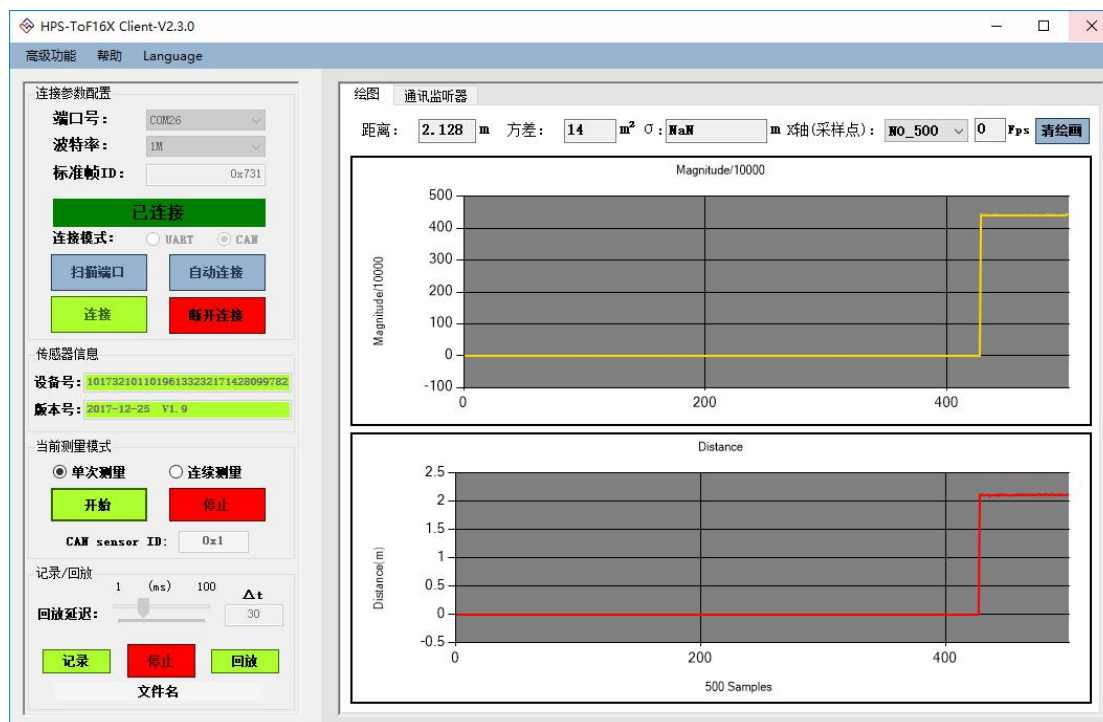 HPS-ToF16X Client-V2.3.0
高级功能 帮助 Language
连接参数配置
端口号: COM26
波特率: 1M
标准帧ID: 0x731
已连接
连接模式: UART CAN
扫描端口 自动连接
连接 断开连接
传感器信息
设备号: 10173210110196133232171428099782
版本号: 2017-12-25 V1.9
当前测量模式
单次测量 连续测量
开始 停止
CAN sensor ID: 0x1
记录/回放
1 (ms) 100 Δt
回放延迟: 30
记录 停止 回放
文件名
绘图 通讯监听器
距离: 2.128 m 方差: 14 m² σ: NaN m X轴(采样点): NO_500 0 Fps 清绘画
Magnitude/10000
Magnitude/10000
500
400
300
200
100
0
-100
0 200 400
Distance
Distance(m)
2.5
2
1.5
1
0.5
0
-0.5
0 200 400
500 Samples